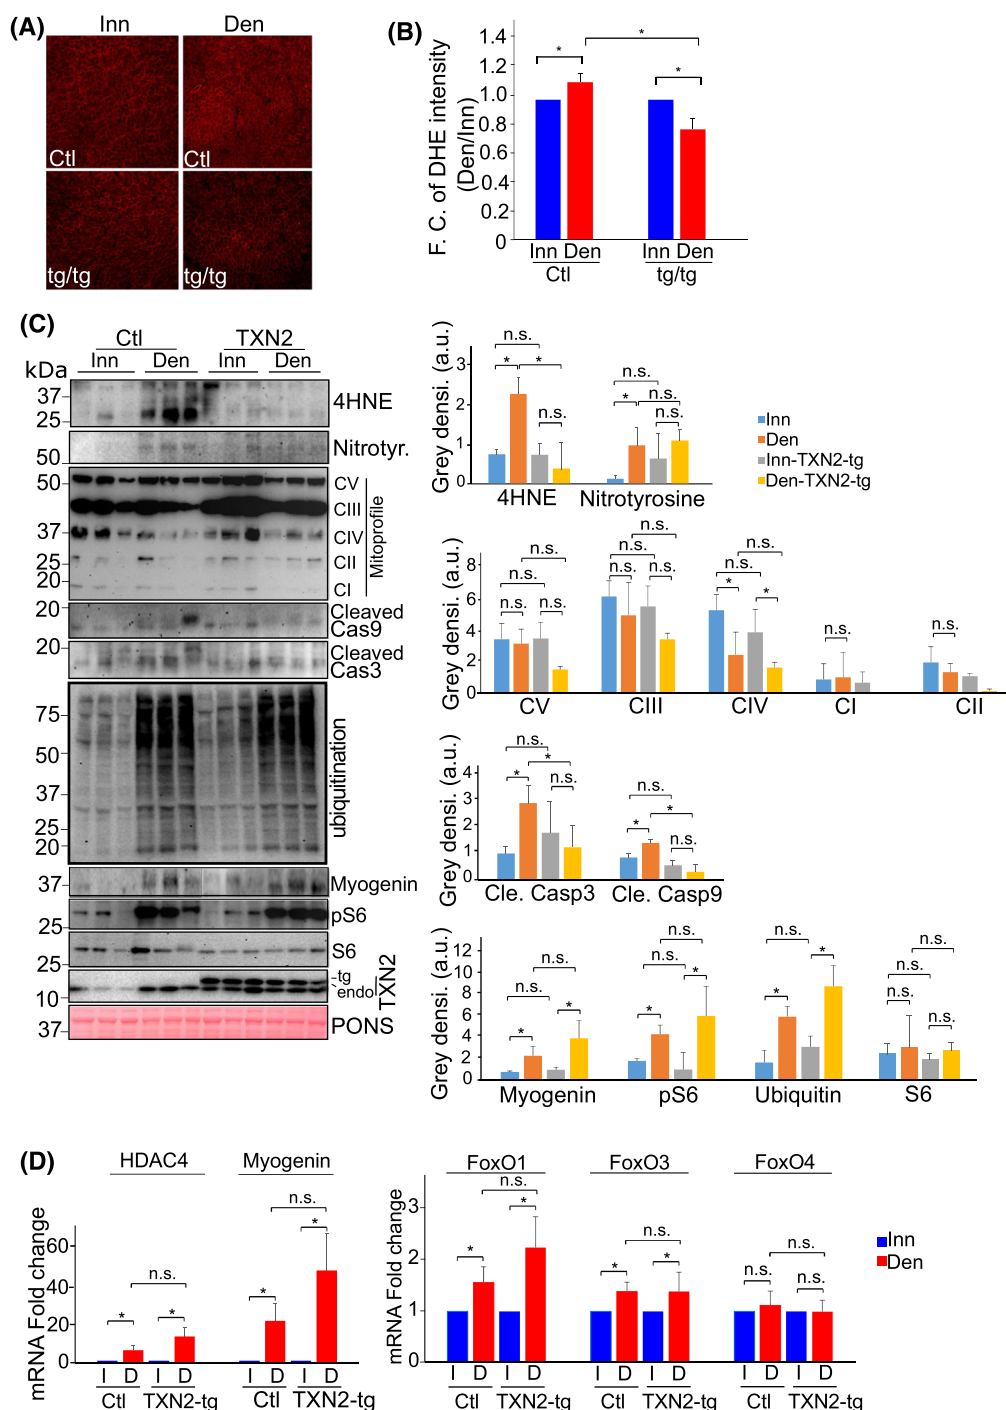 (A)
Inn Den
Ctl Ctl
tg/tg tg/tg
(B)
F. C. of DHE intensity
(Den/Inn)
1.4
1.2
1.0
0.8
0.6
0.4
0.2
0
* * *
Inn Den Inn Den
Ctl tg/tg
(C)
Ctl TXN2
Inn Den Inn Den
kDa
37
25
4HNE
50
Nitrotyr.
50
37
25
20
CV
CIII
CIV
CII
CI
Mitoprofile
20
Cleaved
Cas9
20
Cleaved
Cas3
75
50
37
25
20
ubiquitination
37
Myogenin
25
pS6
25
S6
10
-tg
`endo
TXN2
37
PONS
Grey densi. (a.u.)
3
2
1
0
n.s.
* *
n.s.
n.s.
* n.s.
n.s.
4HNE Nitrotyrosine
Inn
Den
Inn-TXN2-tg
Den-TXN2-tg
Grey densi. (a.u.)
8
6
4
2
0
n.s.
n.s.
n.s. n.s.
n.s.
n.s.
n.s. n.s.
n.s.
n.s.
* *
n.s.
n.s.
CV CIII CIV CI CII
Grey densi. (a.u.)
4
3
2
1
0
n.s.
*
* n.s.
n.s.
*
* n.s.
Cle. Casp3 Cle. Casp9
Grey densi. (a.u.)
12
10
8
6
4
2
0
n.s.
n.s.
* *
n.s.
n.s.
* *
n.s.
* *
n.s.
n.s.
n.s.
n.s.
Myogenin pS6 Ubiquitin S6
(D)
HDAC4 Myogenin
mRNA Fold change
60
40
20
0
n.s.
* *
n.s.
* *
I D I D I D I D
Ctl TXN2-tg Ctl TXN2-tg
FoxO1 FoxO3 FoxO4
mRNA Fold change
3
2
1
0
n.s.
* *
n.s.
* *
n.s.
n.s.
n.s.
I D I D I D I D I D I D
Ctl TXN2-tg Ctl TXN2-tg Ctl TXN2-tg
Inn
Den